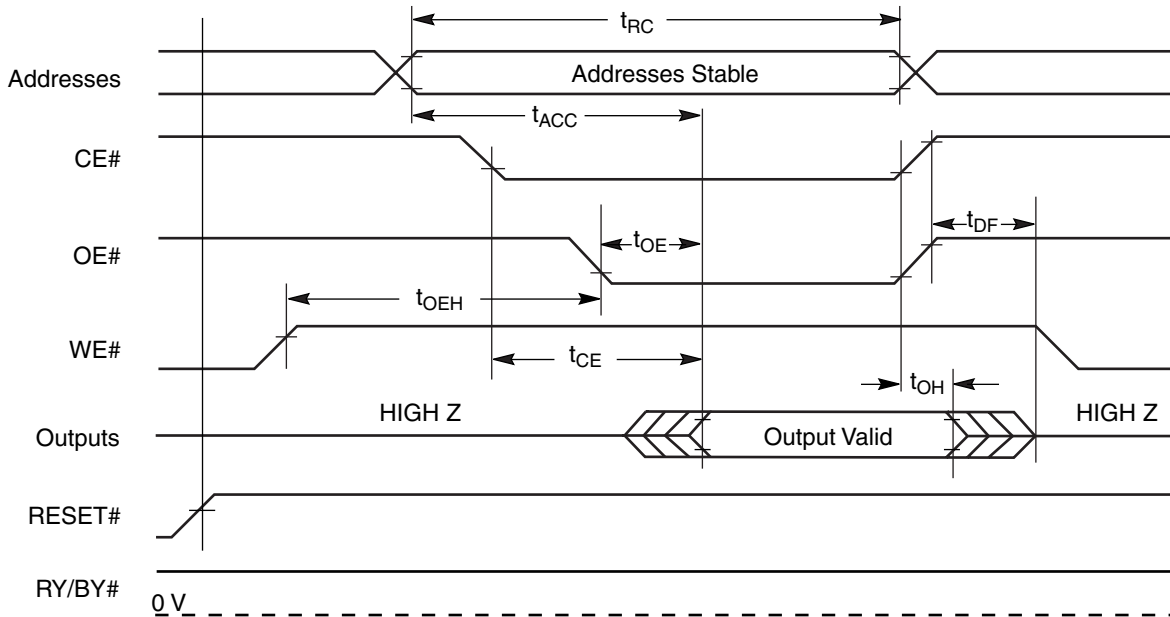 tRC
Addresses
Addresses Stable
tACC
CE#
tDF
OE#
tOE
tOEH
WE#
tCE
tOH
HIGH Z
HIGH Z
Outputs
Output Valid
RESET#
RY/BY#
0 V